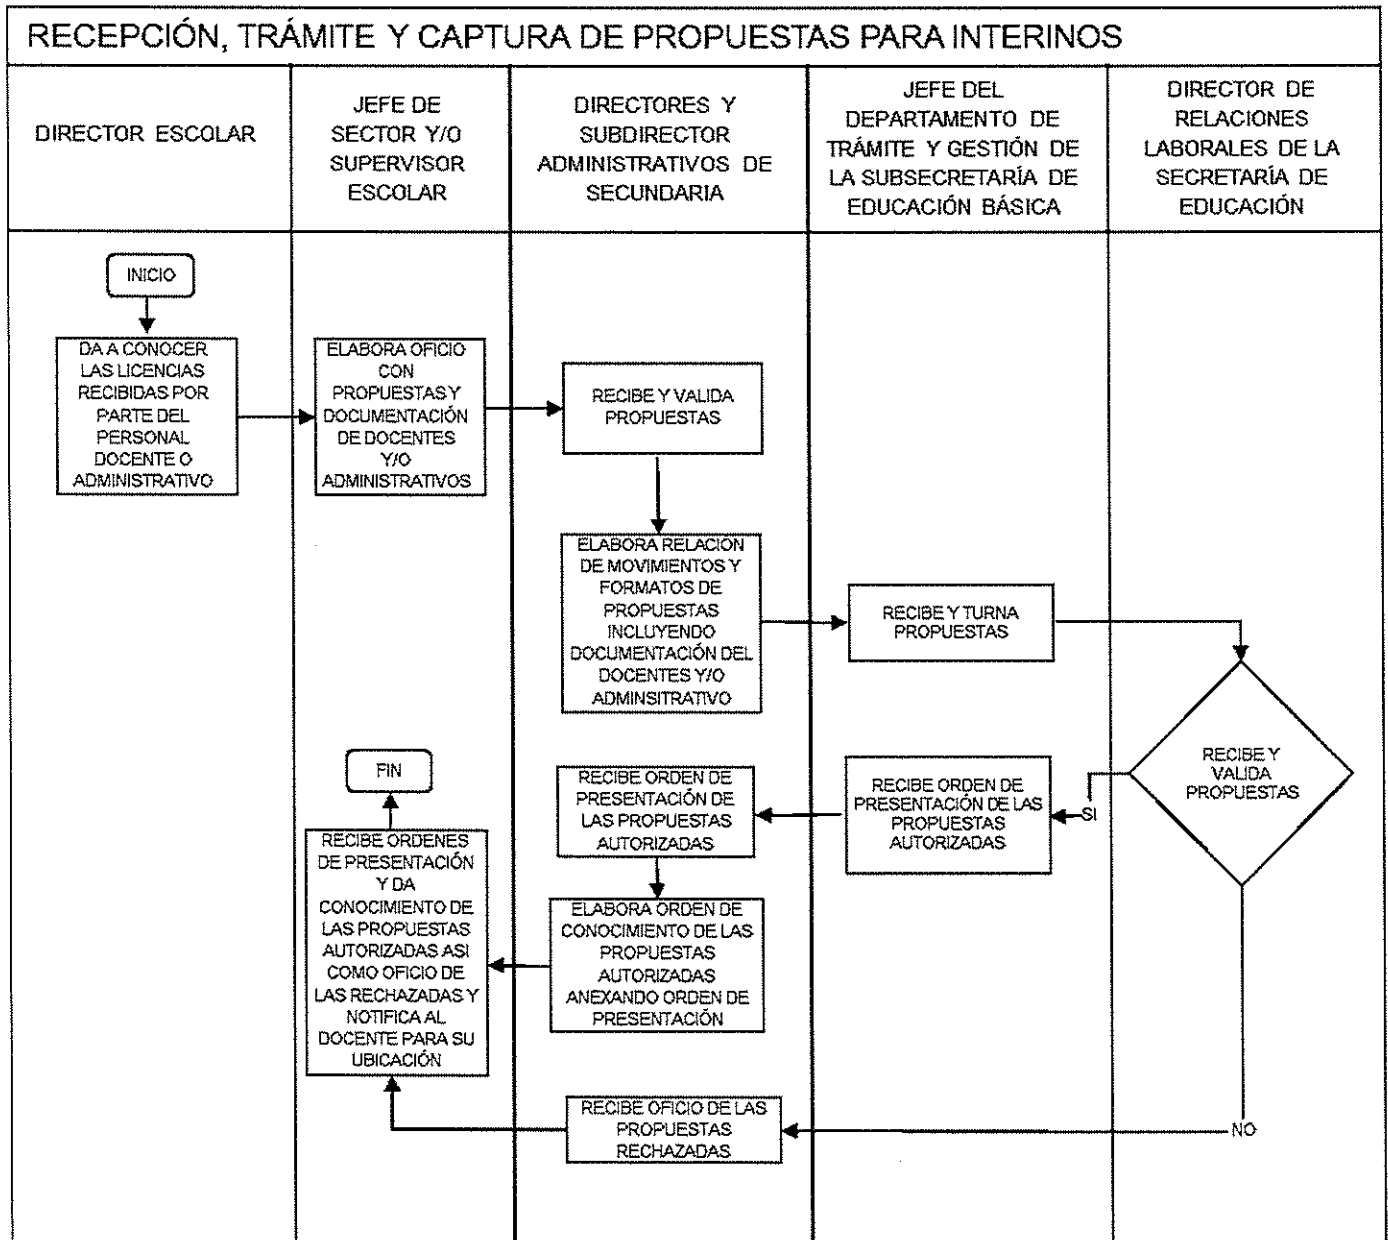 RECEPCIÓN, TRÁMITE Y CAPTURA DE PROPUESTAS PARA INTERINOS
DIRECTOR ESCOLAR
JEFE DE
SECTOR Y/O
SUPERVISOR
ESCOLAR
DIRECTORES Y
SUBDIRECTOR
ADMINISTRATIVOS DE
SECUNDARIA
JEFE DEL
DEPARTAMENTO DE
TRÁMITE Y GESTIÓN DE
LA SUBSECRETARÍA DE
EDUCACIÓN BÁSICA
DIRECTOR DE
RELACIONES
LABORALES DE LA
SECRETARÍA DE
EDUCACIÓN
INICIO
DA A CONOCER
LAS LICENCIAS
RECIBIDAS POR
PARTE DEL
PERSONAL
DOCENTE O
ADMINISTRATIVO
ELABORA OFICIO
CON
PROPUESTAS Y
DOCUMENTACIÓN
DE DOCENTES
Y/O
ADMINISTRATIVOS
RECIBE Y VALIDA
PROPUESTAS
ELABORA RELACION
DE MOVIMIENTOS Y
FORMATOS DE
PROPUESTAS
INCLUYENDO
DOCUMENTACIÓN DEL
DOCENTES Y/O
ADMINSITRATIVO
RECIBE Y TURNA
PROPUESTAS
RECIBE Y
VALIDA
PROPUESTAS
SI
RECIBE ORDEN DE
PRESENTACIÓN DE LAS
PROPUESTAS
AUTORIZADAS
RECIBE ORDEN DE
PRESENTACIÓN DE
LAS PROPUESTAS
AUTORIZADAS
ELABORA ORDEN DE
CONOCIMIENTO DE LAS
PROPUESTAS
AUTORIZADAS
ANEXANDO ORDEN DE
PRESENTACIÓN
FIN
RECIBE ORDENES
DE PRESENTACIÓN
Y DA
CONOCIMIENTO DE
LAS PROPUESTAS
AUTORIZADAS ASI
COMO OFICIO DE
LAS RECHAZADAS Y
NOTIFICA AL
DOCENTE PARA SU
UBICACIÓN
RECIBE OFICIO DE LAS
PROPUESTAS
RECHAZADAS
NO